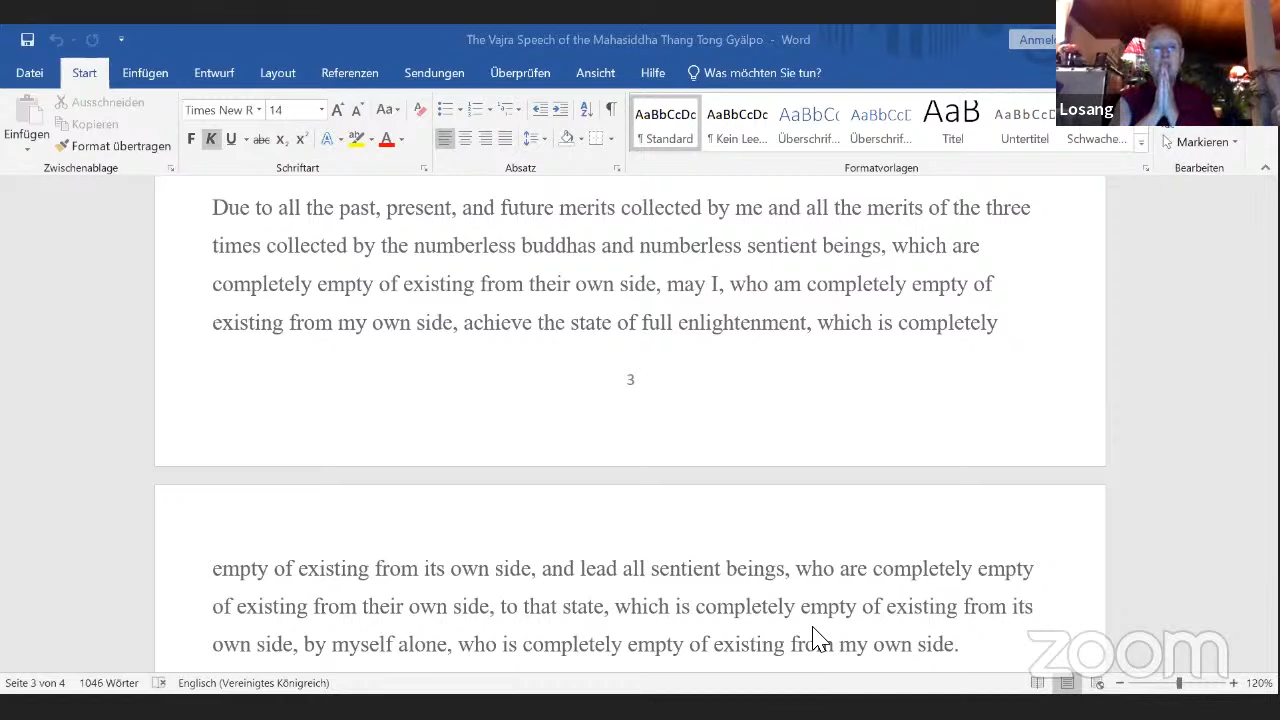 The Vajra Speech of the Mahasiddha Thang Tong Gyälpo - Word
Anmel
Losang
Datei Start Einfügen Entwurf Layout Referenzen Sendungen Überprüfen Ansicht Hilfe Was möchten Sie tun?
Einfügen
Ausschneiden
Kopieren
Format übertragen
Zwischenablage
Times New R 14
Schriftart
Absatz
AaBbCcDc AaBbCcDc AaBbC( AaBbCcD AaB AaBbCcD
¶ Standard ¶ Kein Lee... Überschrif... Überschrif... Titel Untertitel Schwache...
Formatvorlagen
Markieren
Bearbeiten
Due to all the past, present, and future merits collected by me and all the merits of the three
times collected by the numberless buddhas and numberless sentient beings, which are
completely empty of existing from their own side, may I, who am completely empty of
existing from my own side, achieve the state of full enlightenment, which is completely
3
empty of existing from its own side, and lead all sentient beings, who are completely empty
of existing from their own side, to that state, which is completely empty of existing from its
own side, by myself alone, who is completely empty of existing from my own side.
zoom
Seite 3 von 4 1046 Wörter Englisch (Vereinigtes Königreich) 120%